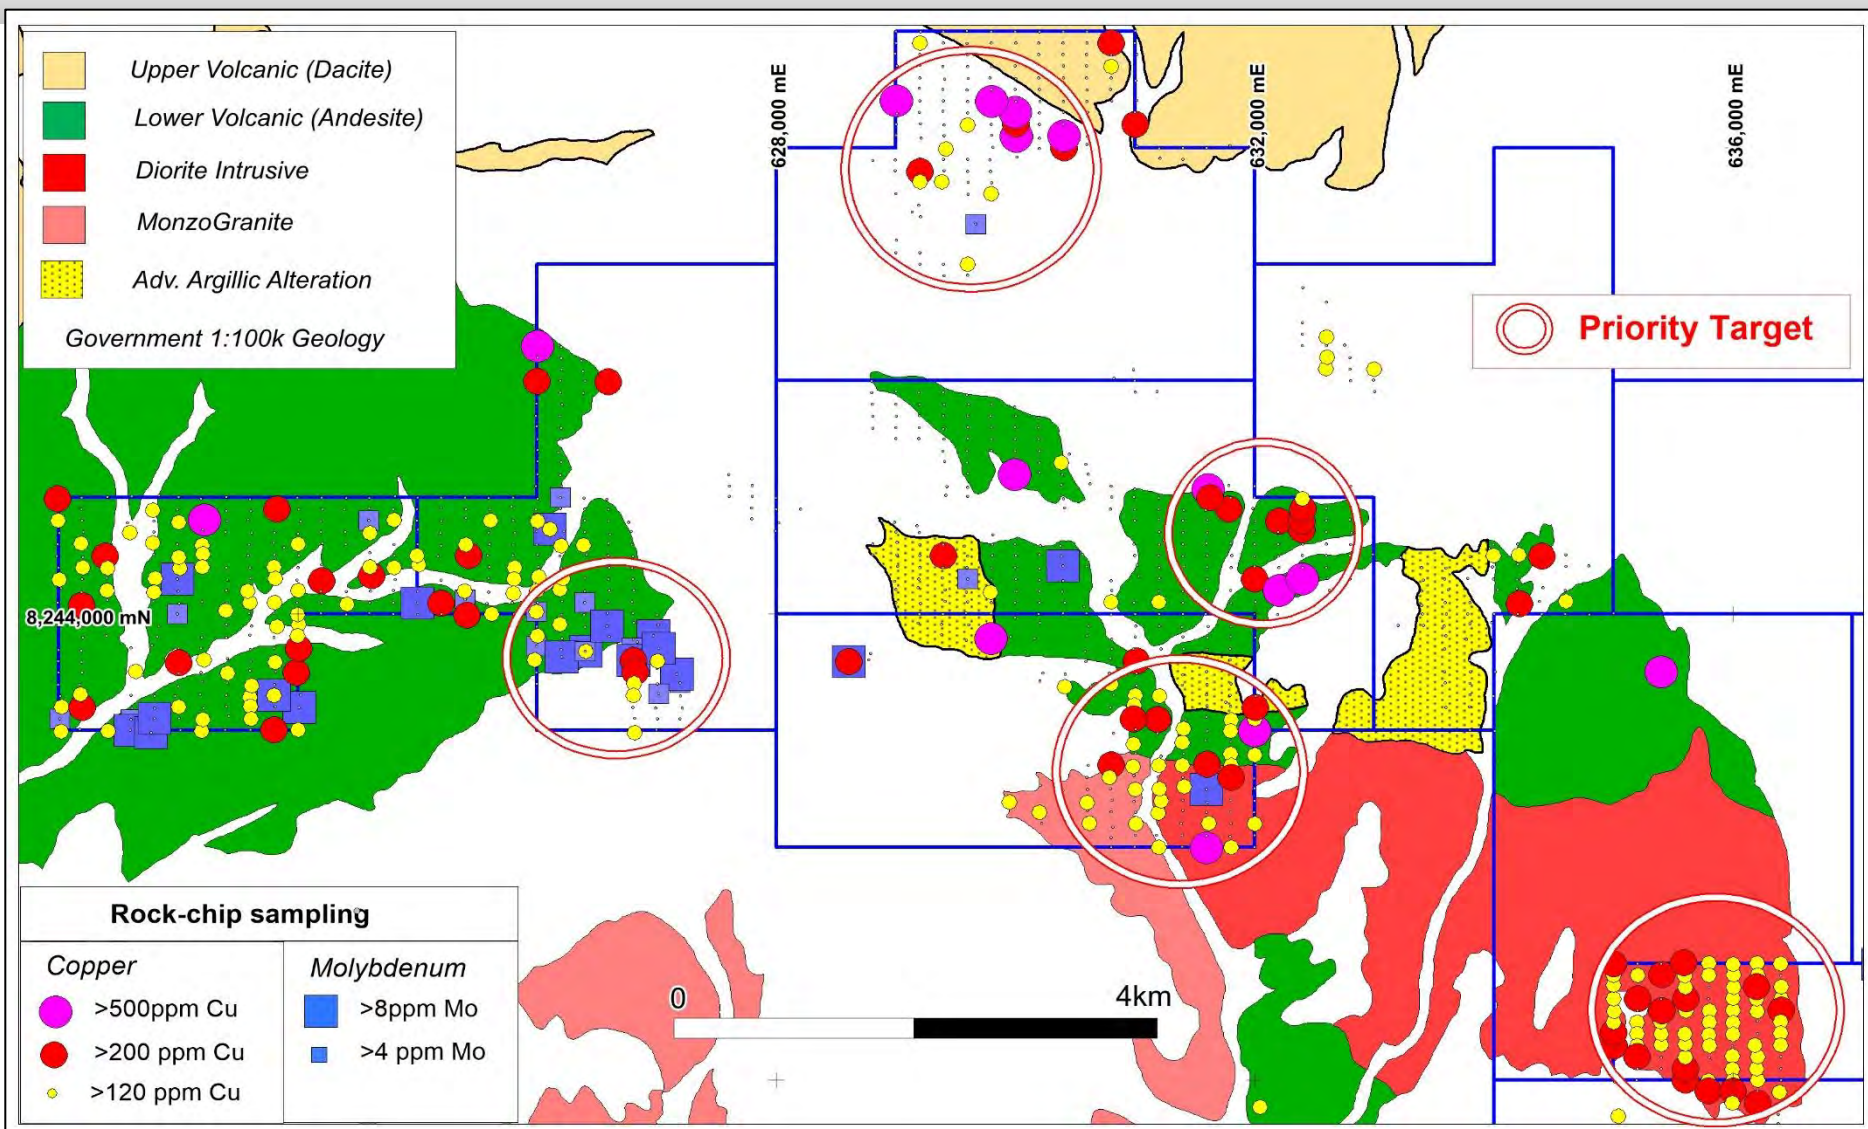 Upper Volcanic (Dacite)
Lower Volcanic (Andesite)
Diorite Intrusive
MonzoGranite
Adv. Argillic Alteration
Government 1:100k Geology
628,000 mE
632,000 mE
636,000 mE
Priority Target
8,244,000 mN
Rock-chip sampling
Copper
>500ppm Cu
>200 ppm Cu
>120 ppm Cu
Molybdenum
>8ppm Mo
>4 ppm Mo
0
4km